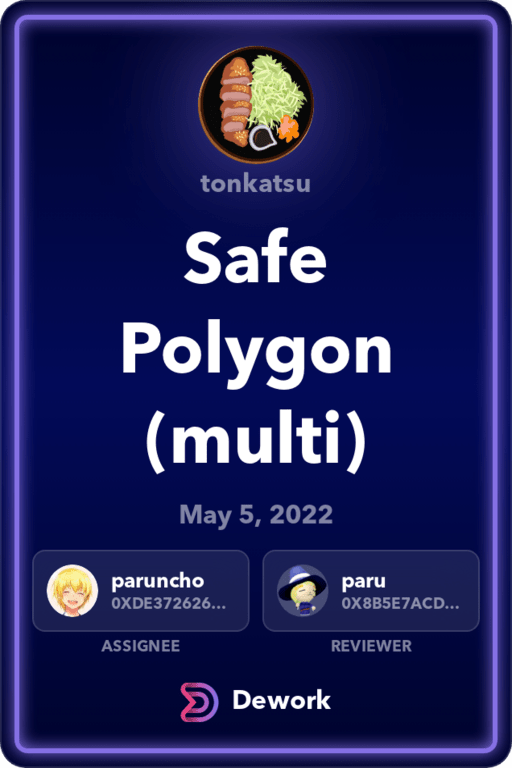 tonkatsu
Safe
Polygon
(multi)
May 5, 2022
paruncho
0XDE372626...
ASSIGNEE
paru
0X8B5E7ACD...
REVIEWER
Dework